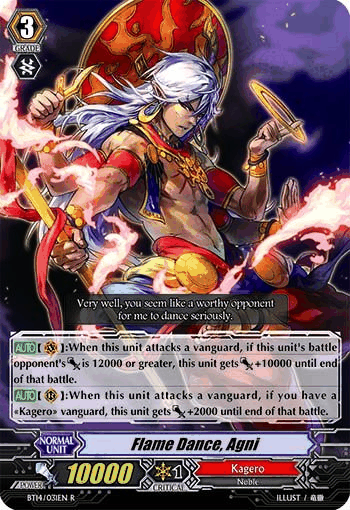 3
GRADE
Very well, you seem like a worthy opponent
for me to dance seriously.
AUTO [ ]:When this unit attacks a vanguard, if this unit's battle
opponent's is 12000 or greater, this unit gets +10000 until end
of that battle.
AUTO [ ]:When this unit attacks a vanguard, if you have a
«Kagero» vanguard, this unit gets +2000 until end of that battle.
NORMAL
UNIT
Flame Dance, Agni
POWER
10000
1
CRITICAL
Kagero
Noble
BT14/031EN R
ILLUST / 竜徹